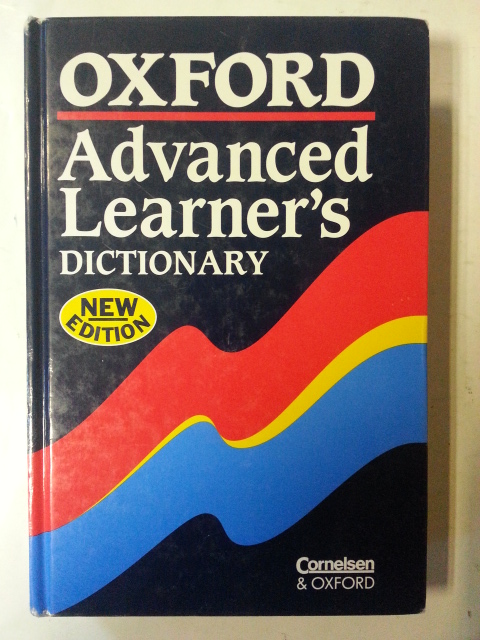 OXFORD
Advanced
Learner's
DICTIONARY
NEW
EDITION
Cornelsen
& OXFORD